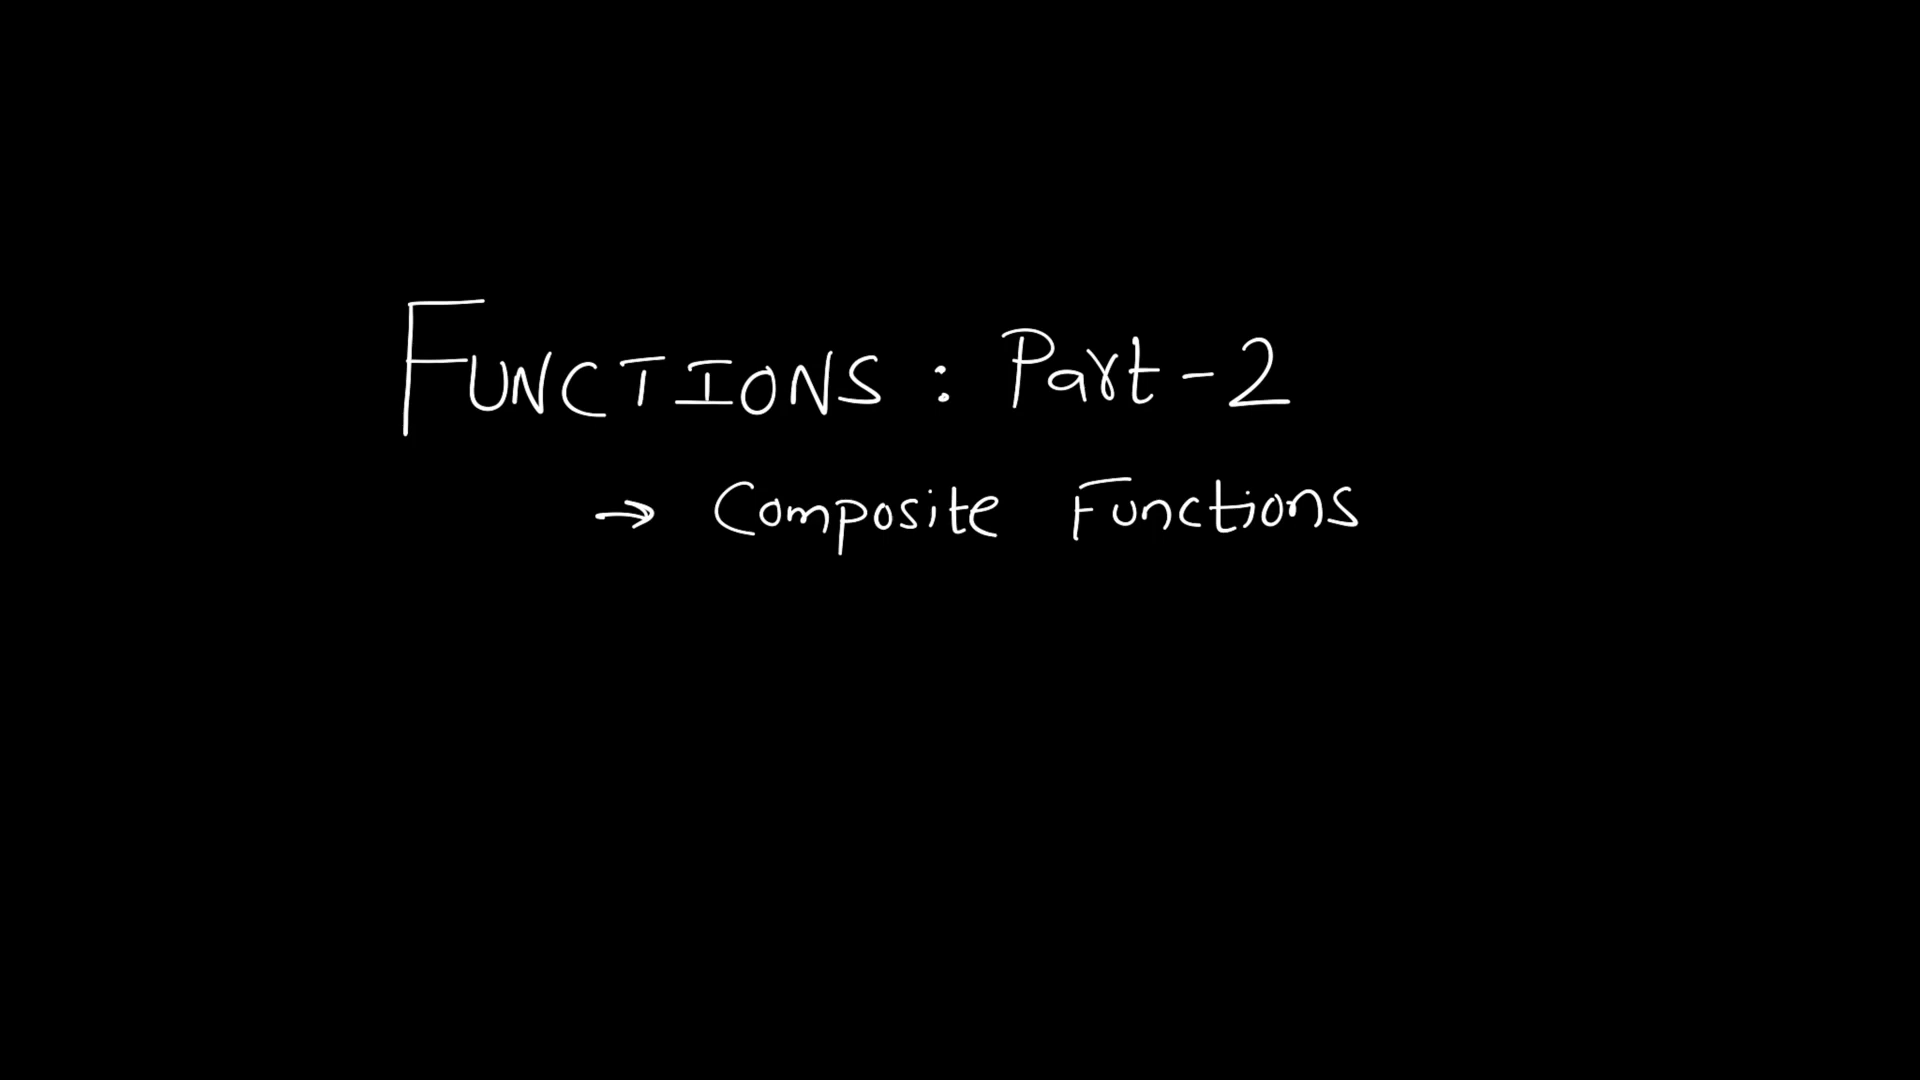 FUNCTIONS : Part - 2
→ Composite Functions